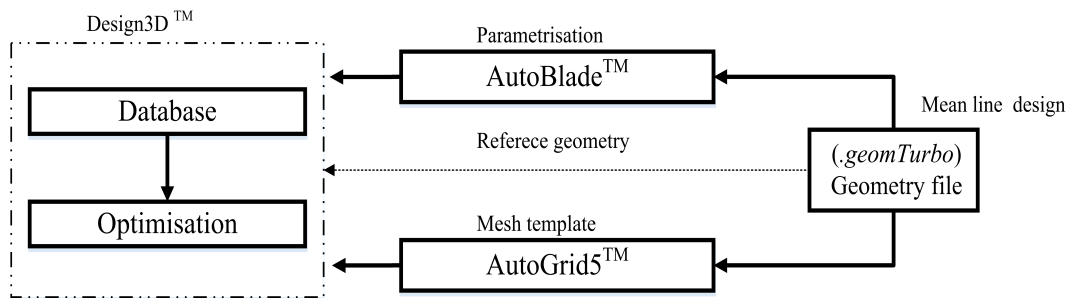 Design3D ™
Database
Optimisation
Parametrisation
AutoBlade™
Referece geometry
Mesh template
AutoGrid5™
Mean line design
(.geomTurbo)
Geometry file